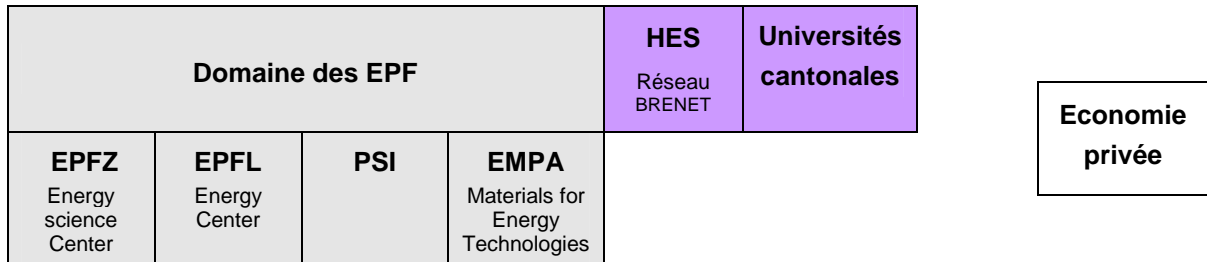 Domaine des EPF
HES
Réseau
BRENET
Universités
cantonales
EPFZ
Energy
science
Center
EPFL
Energy
Center
PSI
EMPA
Materials for
Energy
Technologies
Economie
privée